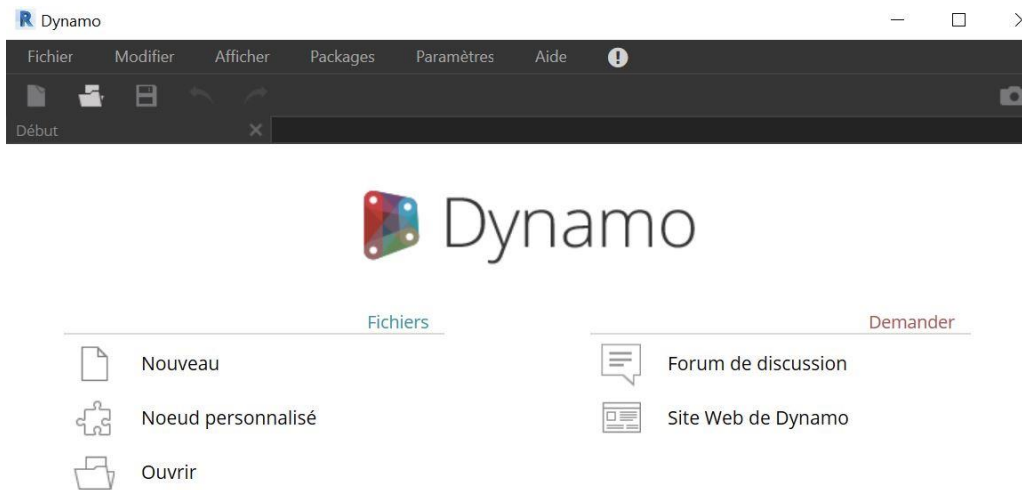 Dynamo
Fichier Modifier Afficher Packages Paramètres Aide
Début
Dynamo
Fichiers
Nouveau
Noeud personnalisé
Ouvrir
Demander
Forum de discussion
Site Web de Dynamo